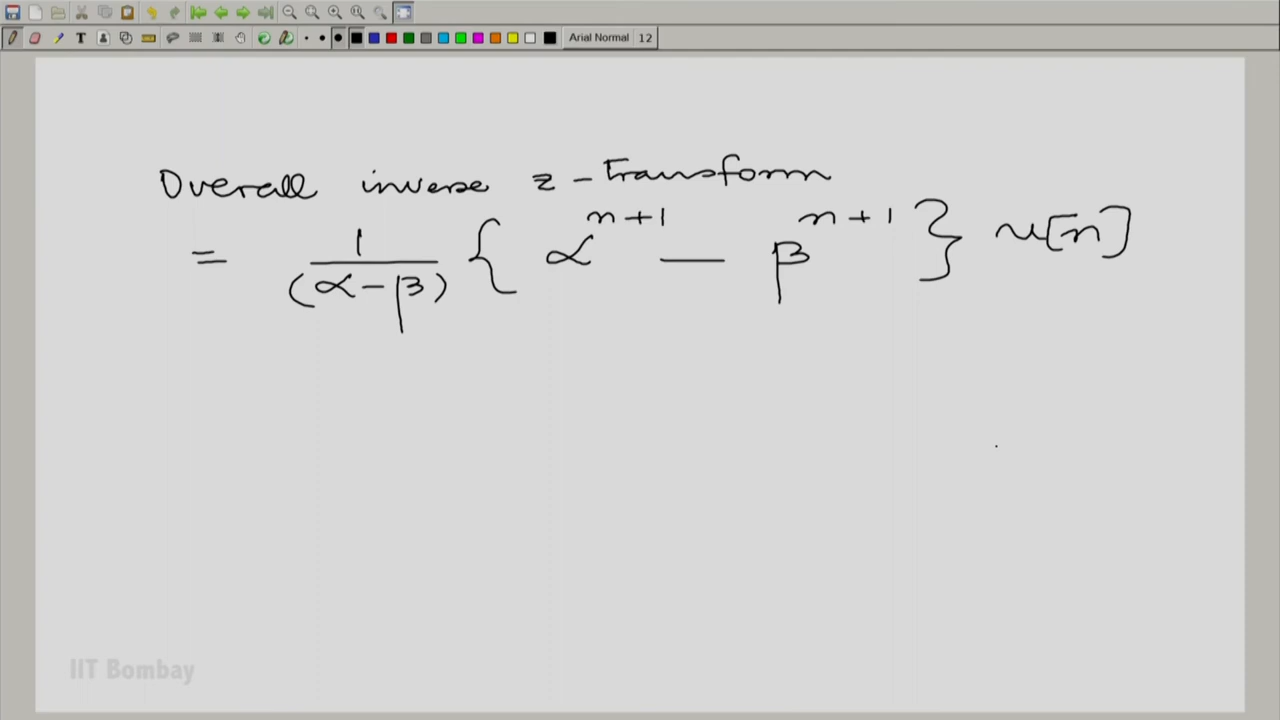 Arial Normal 12
Overall inverse z-Transform
= 1/(α-β) { α^{n+1} — β^{n+1} } u[n]
IIT Bombay